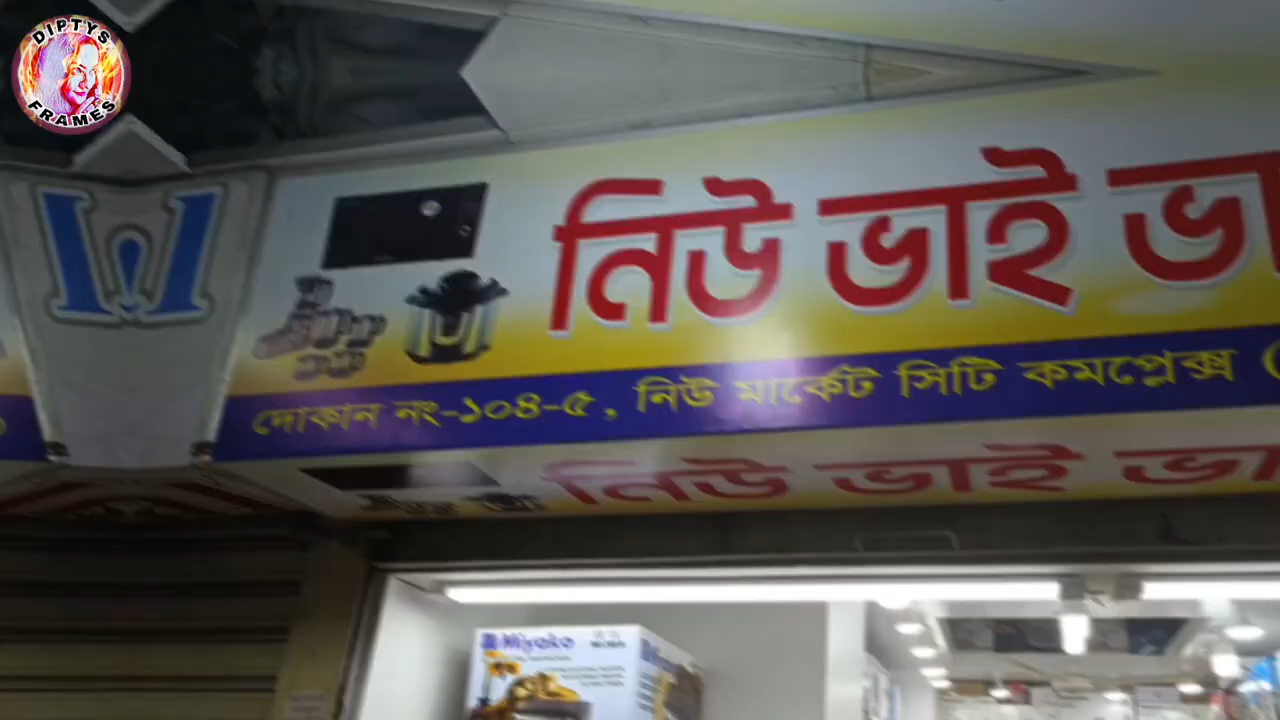 DIPTYS
FRAMES
নিউ ভাই ভা
দোকান নং-১০৪-৫, নিউ মার্কেট সিটি কমপ্লেক্স (
নিউ ভাই ভা
Miyako